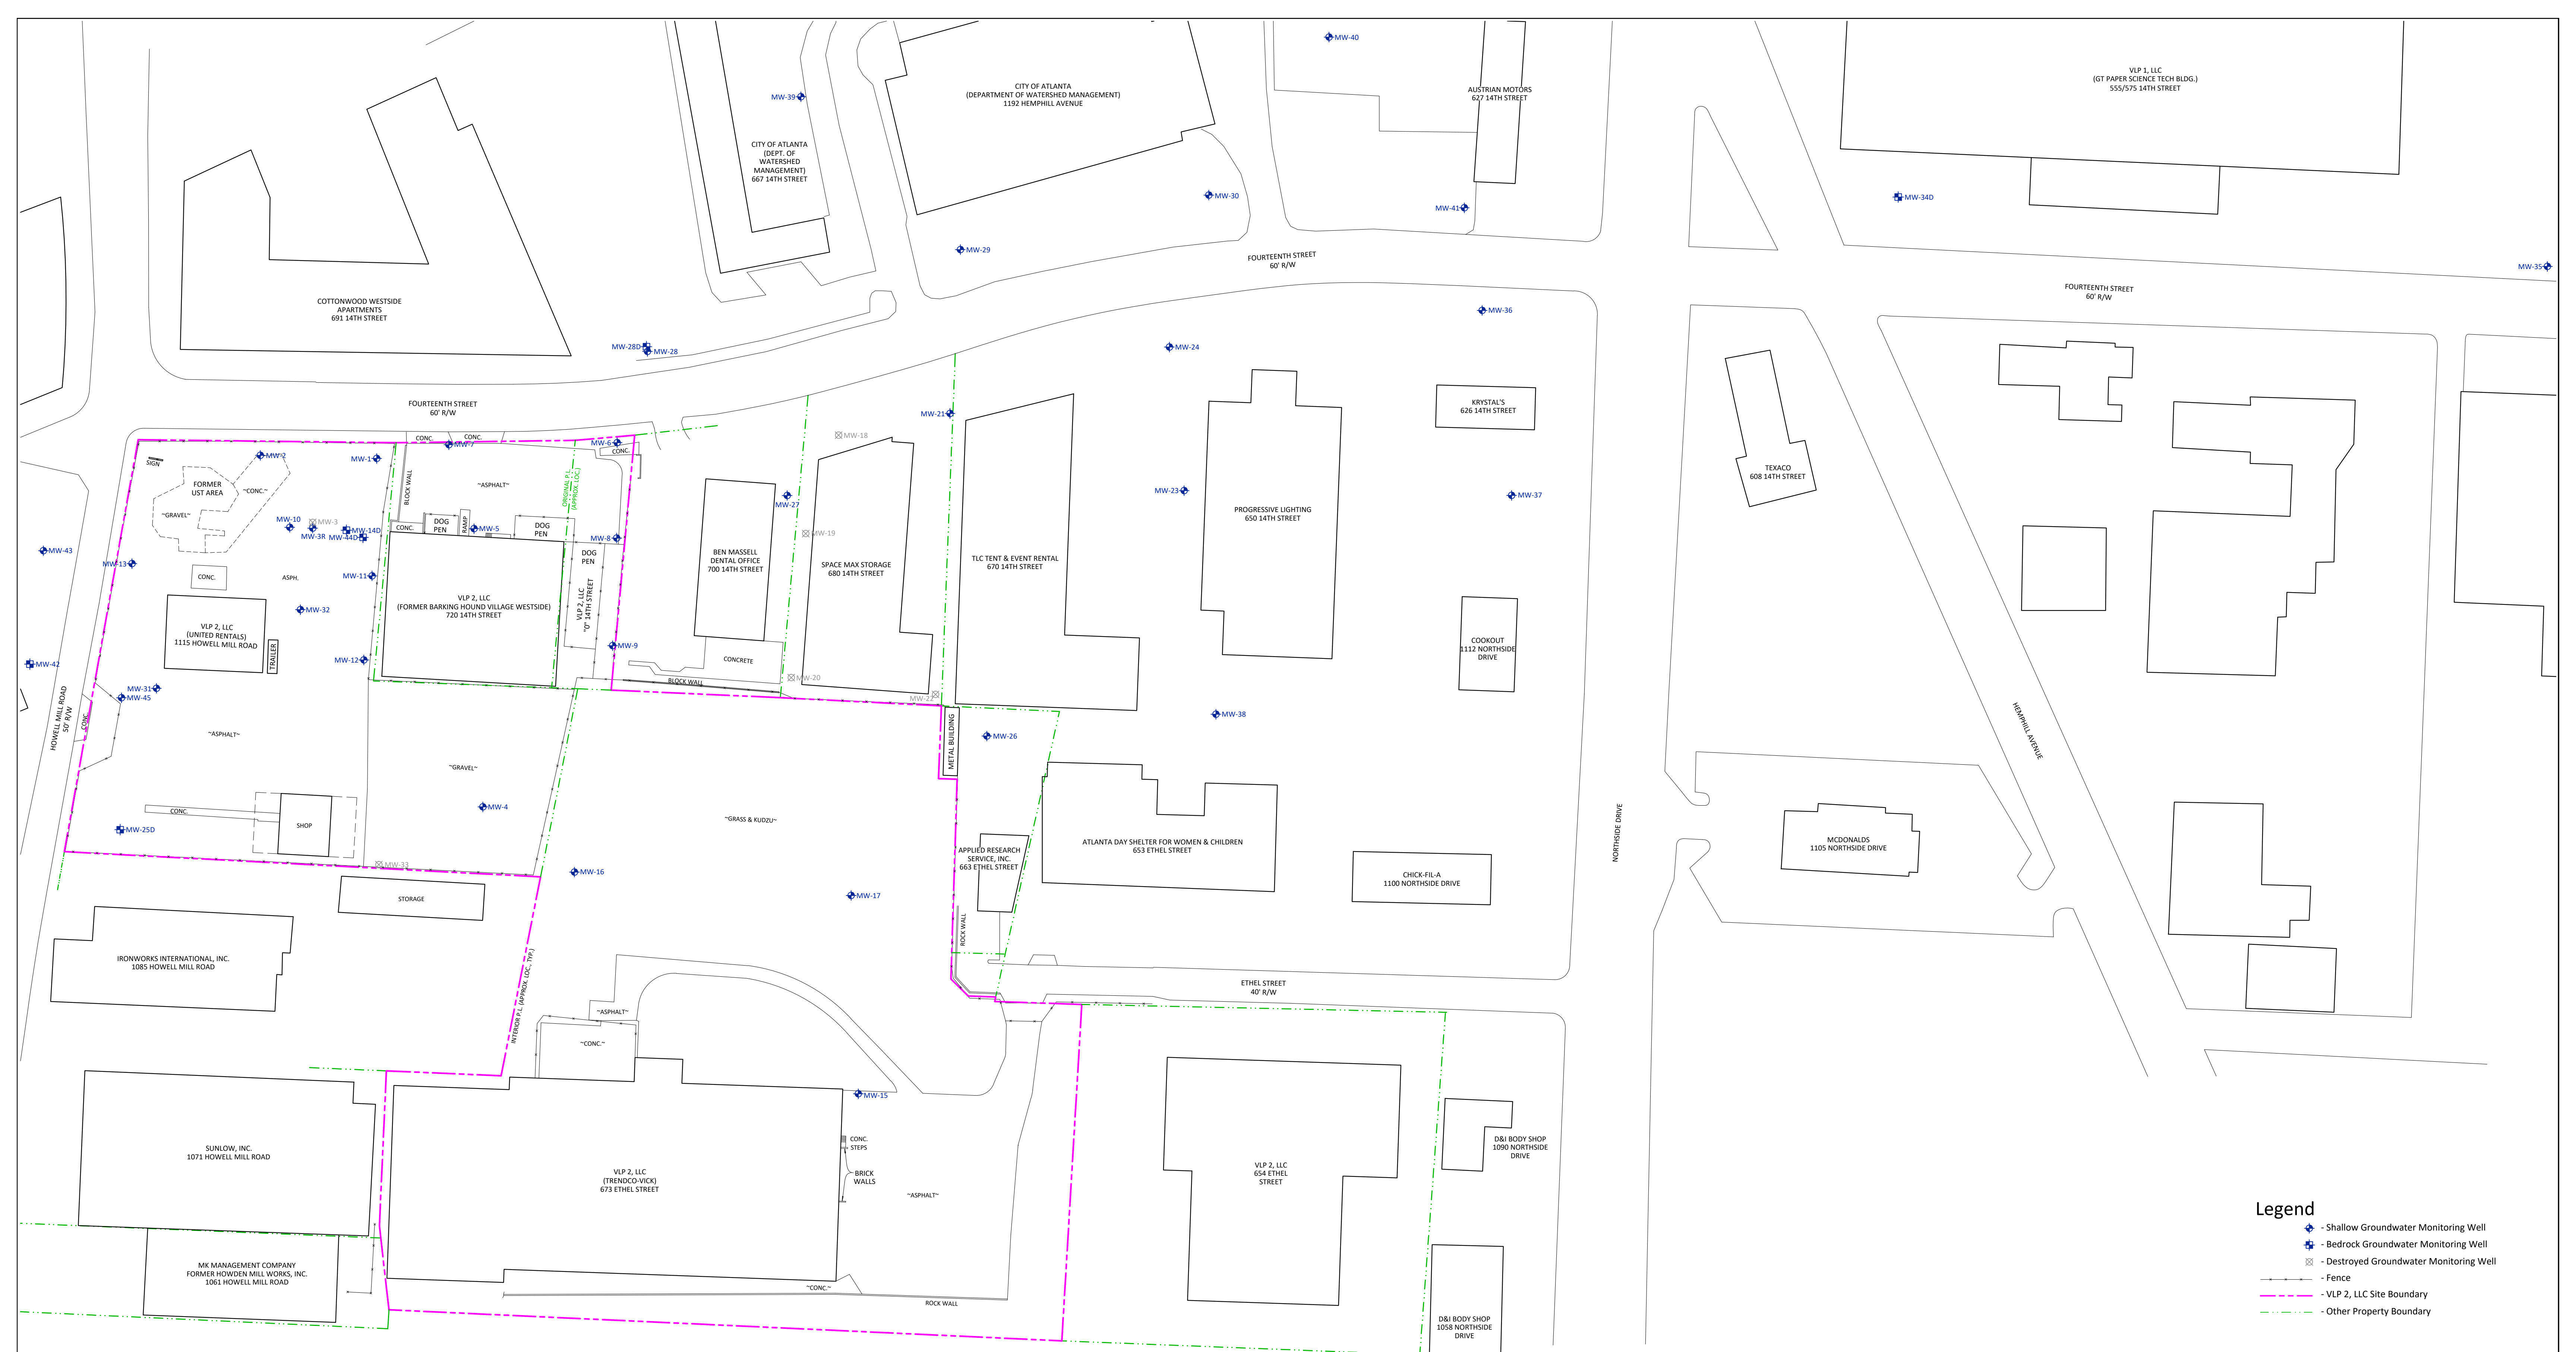 MW-40
MW-39
CITY OF ATLANTA
(DEPARTMENT OF WATERSHED MANAGEMENT)
1192 HEMPHILL AVENUE
AUSTRIAN MOTORS
627 14TH STREET
VLP 1, LLC
(GT PAPER SCIENCE TECH BLDG.)
555/575 14TH STREET
CITY OF ATLANTA
(DEPT. OF
WATERSHED
MANAGEMENT)
667 14TH STREET
MW-30
MW-41
MW-34D
MW-29
FOURTEENTH STREET
60' R/W
MW-35
FOURTEENTH STREET
60' R/W
COTTONWOOD WESTSIDE
APARTMENTS
691 14TH STREET
MW-36
MW-28D
MW-28
MW-24
FOURTEENTH STREET
60' R/W
KRYSTAL'S
626 14TH STREET
MW-21
MW-18
CONC.
CONC.
MW-7
MW-6
CONC.
SIGN
MW-2
MW-1
FORMER
UST AREA
~CONC.~
BLOCK WALL
~ASPHALT~
ORIGINAL P.L.
(APPROX. LOC.)
MW-27
MW-23
MW-37
TEXACO
608 14TH STREET
~GRAVEL~
MW-10
MW-3
MW-3R
MW-14D
MW-44D
CONC.
DOG
PEN
RAMP
MW-5
DOG
PEN
MW-8
MW-19
PROGRESSIVE LIGHTING
650 14TH STREET
MW-43
MW-13
CONC.
ASPH.
MW-11
DOG
PEN
BEN MASSELL
DENTAL OFFICE
700 14TH STREET
SPACE MAX STORAGE
680 14TH STREET
TLC TENT & EVENT RENTAL
670 14TH STREET
MW-32
VLP 2, LLC
(FORMER BARKING HOUND VILLAGE WESTSIDE)
720 14TH STREET
VLP 2, LLC
"0" 14TH STREET
VLP 2, LLC
(UNITED RENTALS)
1115 HOWELL MILL ROAD
TRAILER
MW-12
MW-9
CONCRETE
COOKOUT
1112 NORTHSIDE
DRIVE
MW-42
MW-31
MW-45
BLOCK WALL
MW-20
MW-22
MW-38
HOWELL MILL ROAD
50' R/W
CONC.
~ASPHALT~
METAL BUILDING
MW-26
HEMPHILL AVENUE
~GRAVEL~
MW-4
CONC.
SHOP
MW-25D
~GRASS & KUDZU~
NORTHSIDE DRIVE
MCDONALDS
1105 NORTHSIDE DRIVE
ATLANTA DAY SHELTER FOR WOMEN & CHILDREN
653 ETHEL STREET
APPLIED RESEARCH
SERVICE, INC.
663 ETHEL STREET
MW-33
MW-16
MW-17
CHICK-FIL-A
1100 NORTHSIDE DRIVE
STORAGE
ROCK WALL
IRONWORKS INTERNATIONAL, INC.
1085 HOWELL MILL ROAD
INTERIOR P.L. (APPROX. LOC., TYP.)
ETHEL STREET
40' R/W
~ASPHALT~
~CONC.~
MW-15
SUNLOW, INC.
1071 HOWELL MILL ROAD
CONC.
STEPS
BRICK
WALLS
VLP 2, LLC
(TRENDCO-VICK)
673 ETHEL STREET
~ASPHALT~
VLP 2, LLC
654 ETHEL
STREET
D&I BODY SHOP
1090 NORTHSIDE
DRIVE
MK MANAGEMENT COMPANY
FORMER HOWDEN MILL WORKS, INC.
1061 HOWELL MILL ROAD
~CONC.~
ROCK WALL
D&I BODY SHOP
1058 NORTHSIDE
DRIVE
Legend
- Shallow Groundwater Monitoring Well
- Bedrock Groundwater Monitoring Well
- Destroyed Groundwater Monitoring Well
- Fence
- VLP 2, LLC Site Boundary
- Other Property Boundary